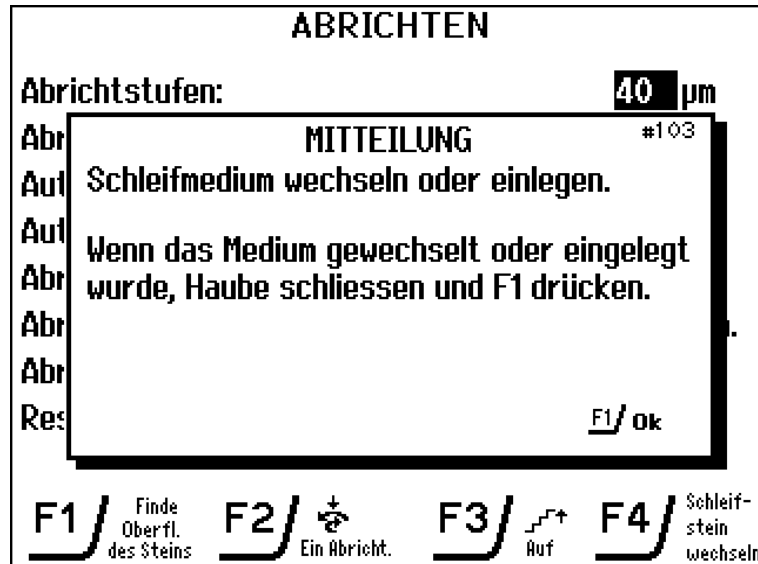 ABRICHTEN
Abrichtstufen: 40 µm
MITTEILUNG #103
Schleifmedium wechseln oder einlegen.
Wenn das Medium gewechselt oder eingelegt
wurde, Haube schliessen und F1 drücken.
F1 Ok
F1 Finde
Oberfl.
des Steins
F2 Ein Abricht.
F3 Auf
F4 Schleif-
stein
wechseln